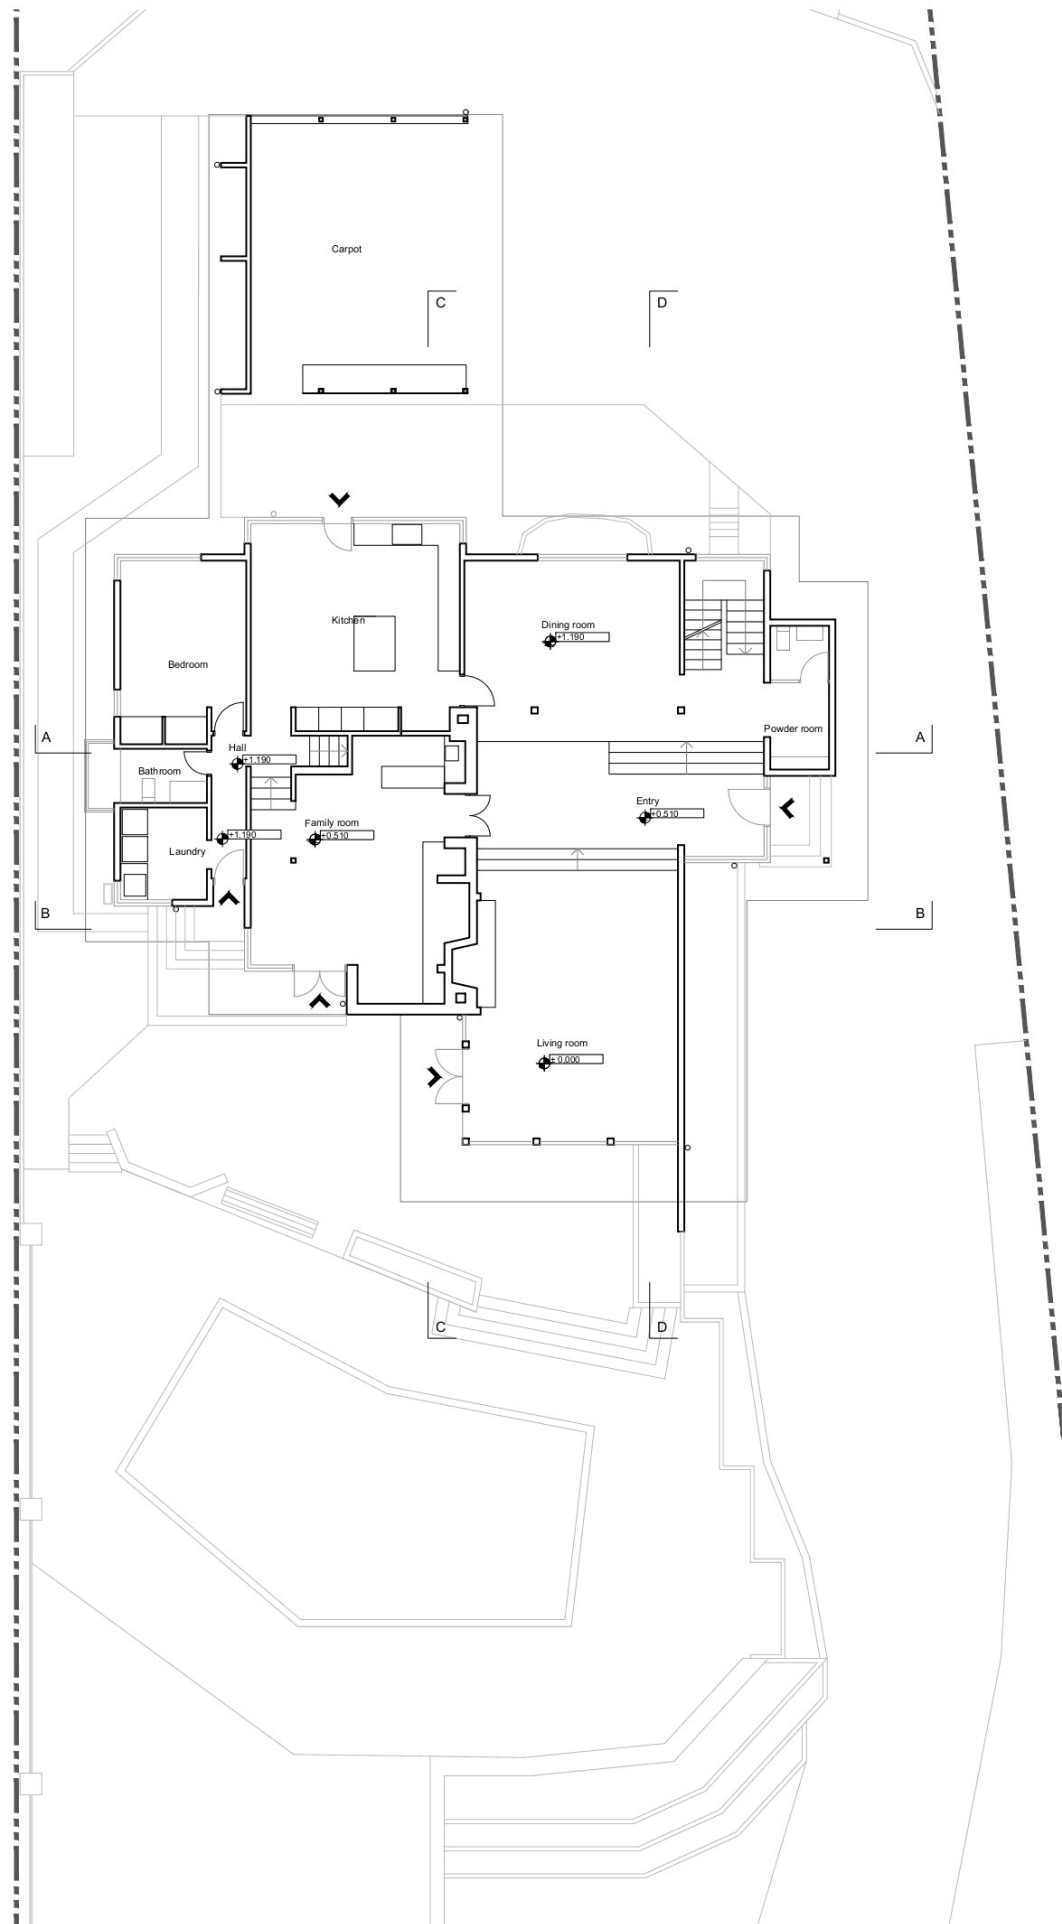 Carpot
C
D
Kitchen
Dining room
+1.190
Bedroom
Powder room
A
A
Hall
+1.190
Bathroom
Entry
+0.510
Family room
+0.510
+1.190
Laundry
B
B
Living room
± 0.000
C
D